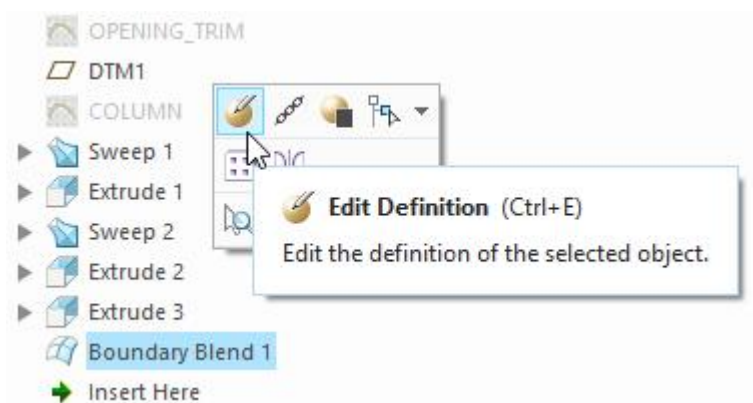 OPENING_TRIM
DTM1
COLUMN
Sweep 1
Extrude 1
Sweep 2
Extrude 2
Extrude 3
Boundary Blend 1
Insert Here
Edit Definition (Ctrl+E)
Edit the definition of the selected object.